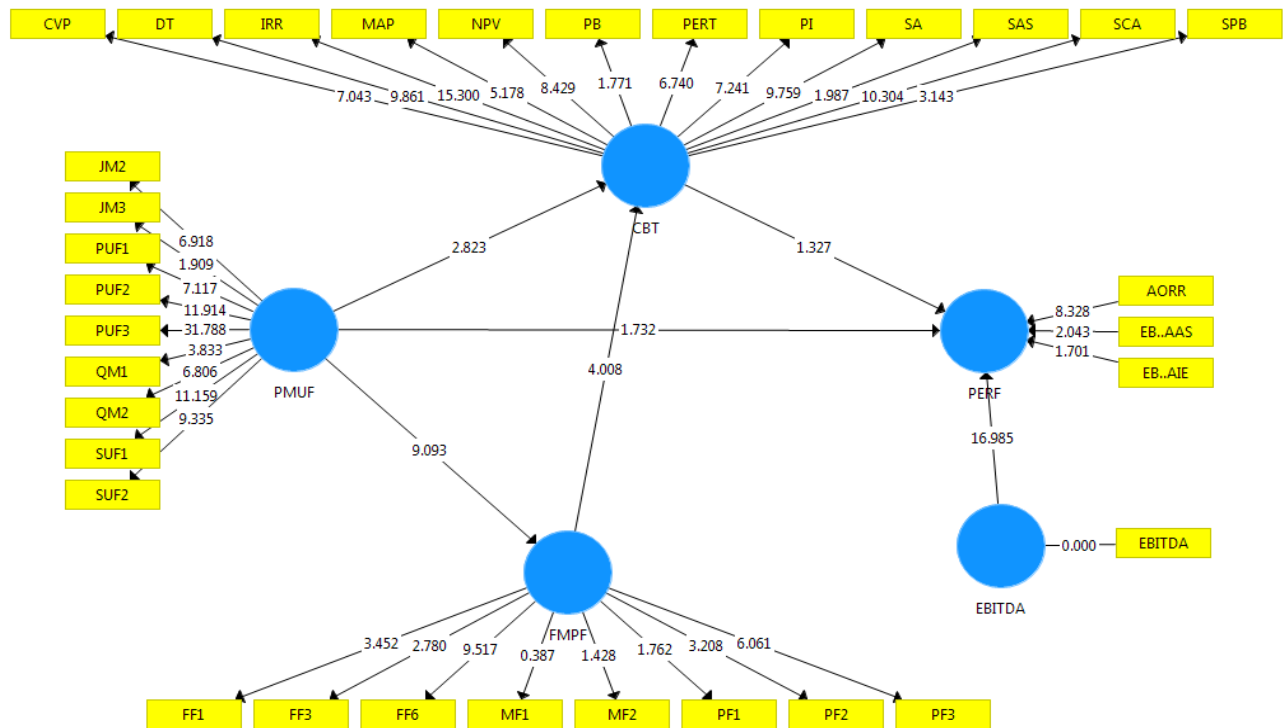 CVP DT IRR MAP NPV PB PERT PI SA SAS SCA SPB
7.043 9.861 15.300 5.178 8.429 1.771 6.740 7.241 9.759 1.987 10.304 3.143
CBT
JM2
JM3
PUF1
PUF2
PUF3
QM1
QM2
SUF1
SUF2
6.918
1.909
7.117
11.914
31.788
3.833
6.806
11.159
9.335
PMUF
2.823
1.327
1.732
4.008
9.093
AORR
EB..AAS
EB..AIE
8.328
2.043
1.701
PERF
16.985
0.000
EBITDA
EBITDA
FMPF
3.452 2.780 9.517 0.387 1.428 1.762 3.208 6.061
FF1 FF3 FF6 MF1 MF2 PF1 PF2 PF3